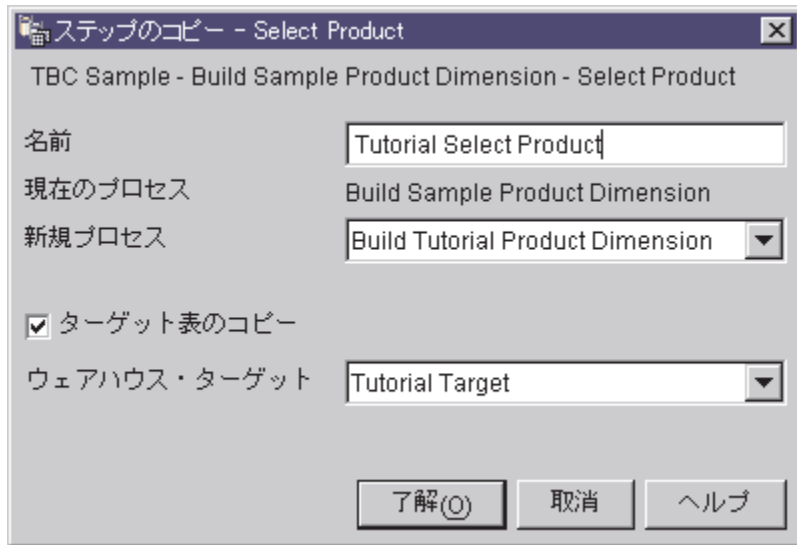 ステップのコピー - Select Product
TBC Sample - Build Sample Product Dimension - Select Product
名前 Tutorial Select Product
現在のプロセス Build Sample Product Dimension
新規プロセス Build Tutorial Product Dimension
ターゲット表のコピー
ウェアハウス・ターゲット Tutorial Target
了解(O) 取消 ヘルプ